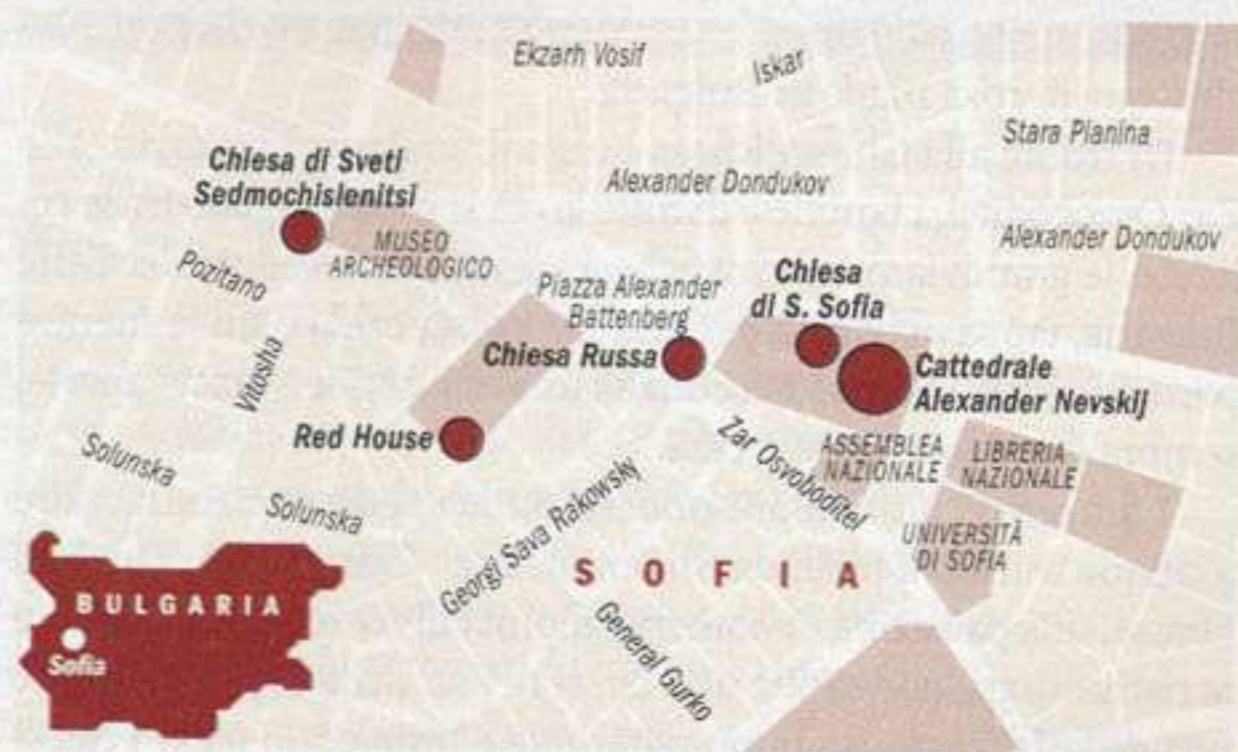 Ekzarh Vosif
Iskar
Stara Planina
Chiesa di Sveti
Sedmochislenitsi
Alexander Dondukov
MUSEO
ARCHEOLOGICO
Alexander Dondukov
Pozitano
Piazza Alexander
Battenberg
Chiesa
di S. Sofia
Chiesa Russa
Cattedrale
Alexander Nevskij
Vitosha
Red House
Zar Osvoboditel
ASSEMBLEA
NAZIONALE
LIBRERIA
NAZIONALE
Solunska
Solunska
Georgi Sava Rakowsky
UNIVERSITÀ
DI SOFIA
SOFIA
General Gurko
BULGARIA
Sofia